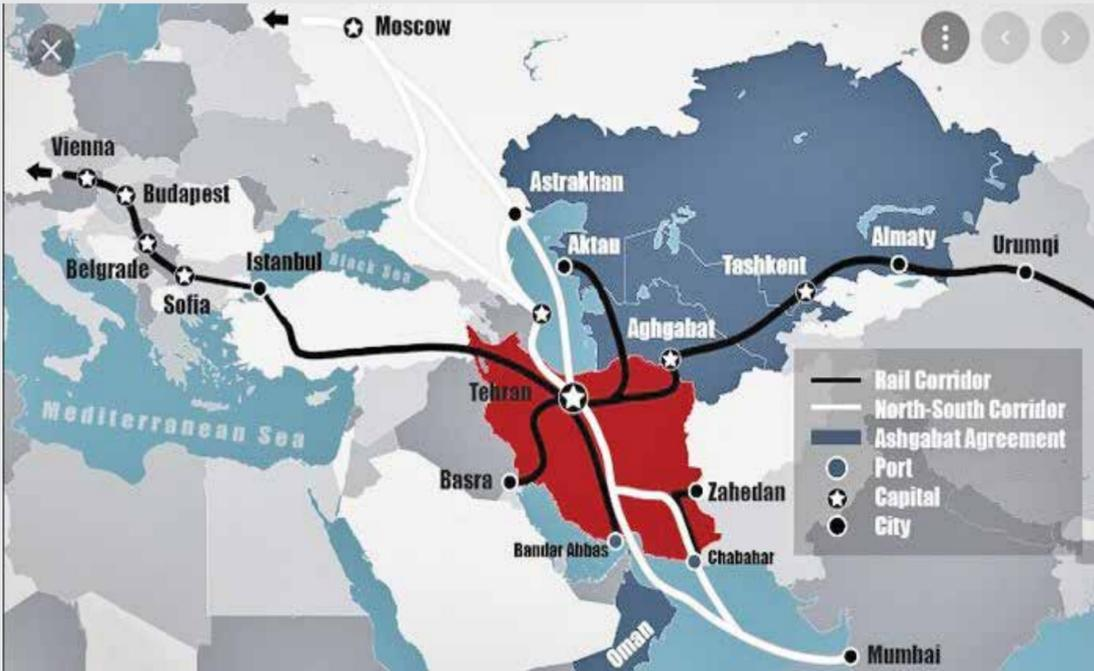 Moscow
Vienna
Budapest
Astrakhan
Belgrade
Sofia
Istanbul
Black Sea
Aktau
Tashkent
Almaty
Urumqi
Aghgabat
Tehran
Mediterranean Sea
Basra
Zahedan
Bandar Abbas
Chabahar
Oman
Mumbai
Rail Corridor
North-South Corridor
Ashgabat Agreement
Port
Capital
City